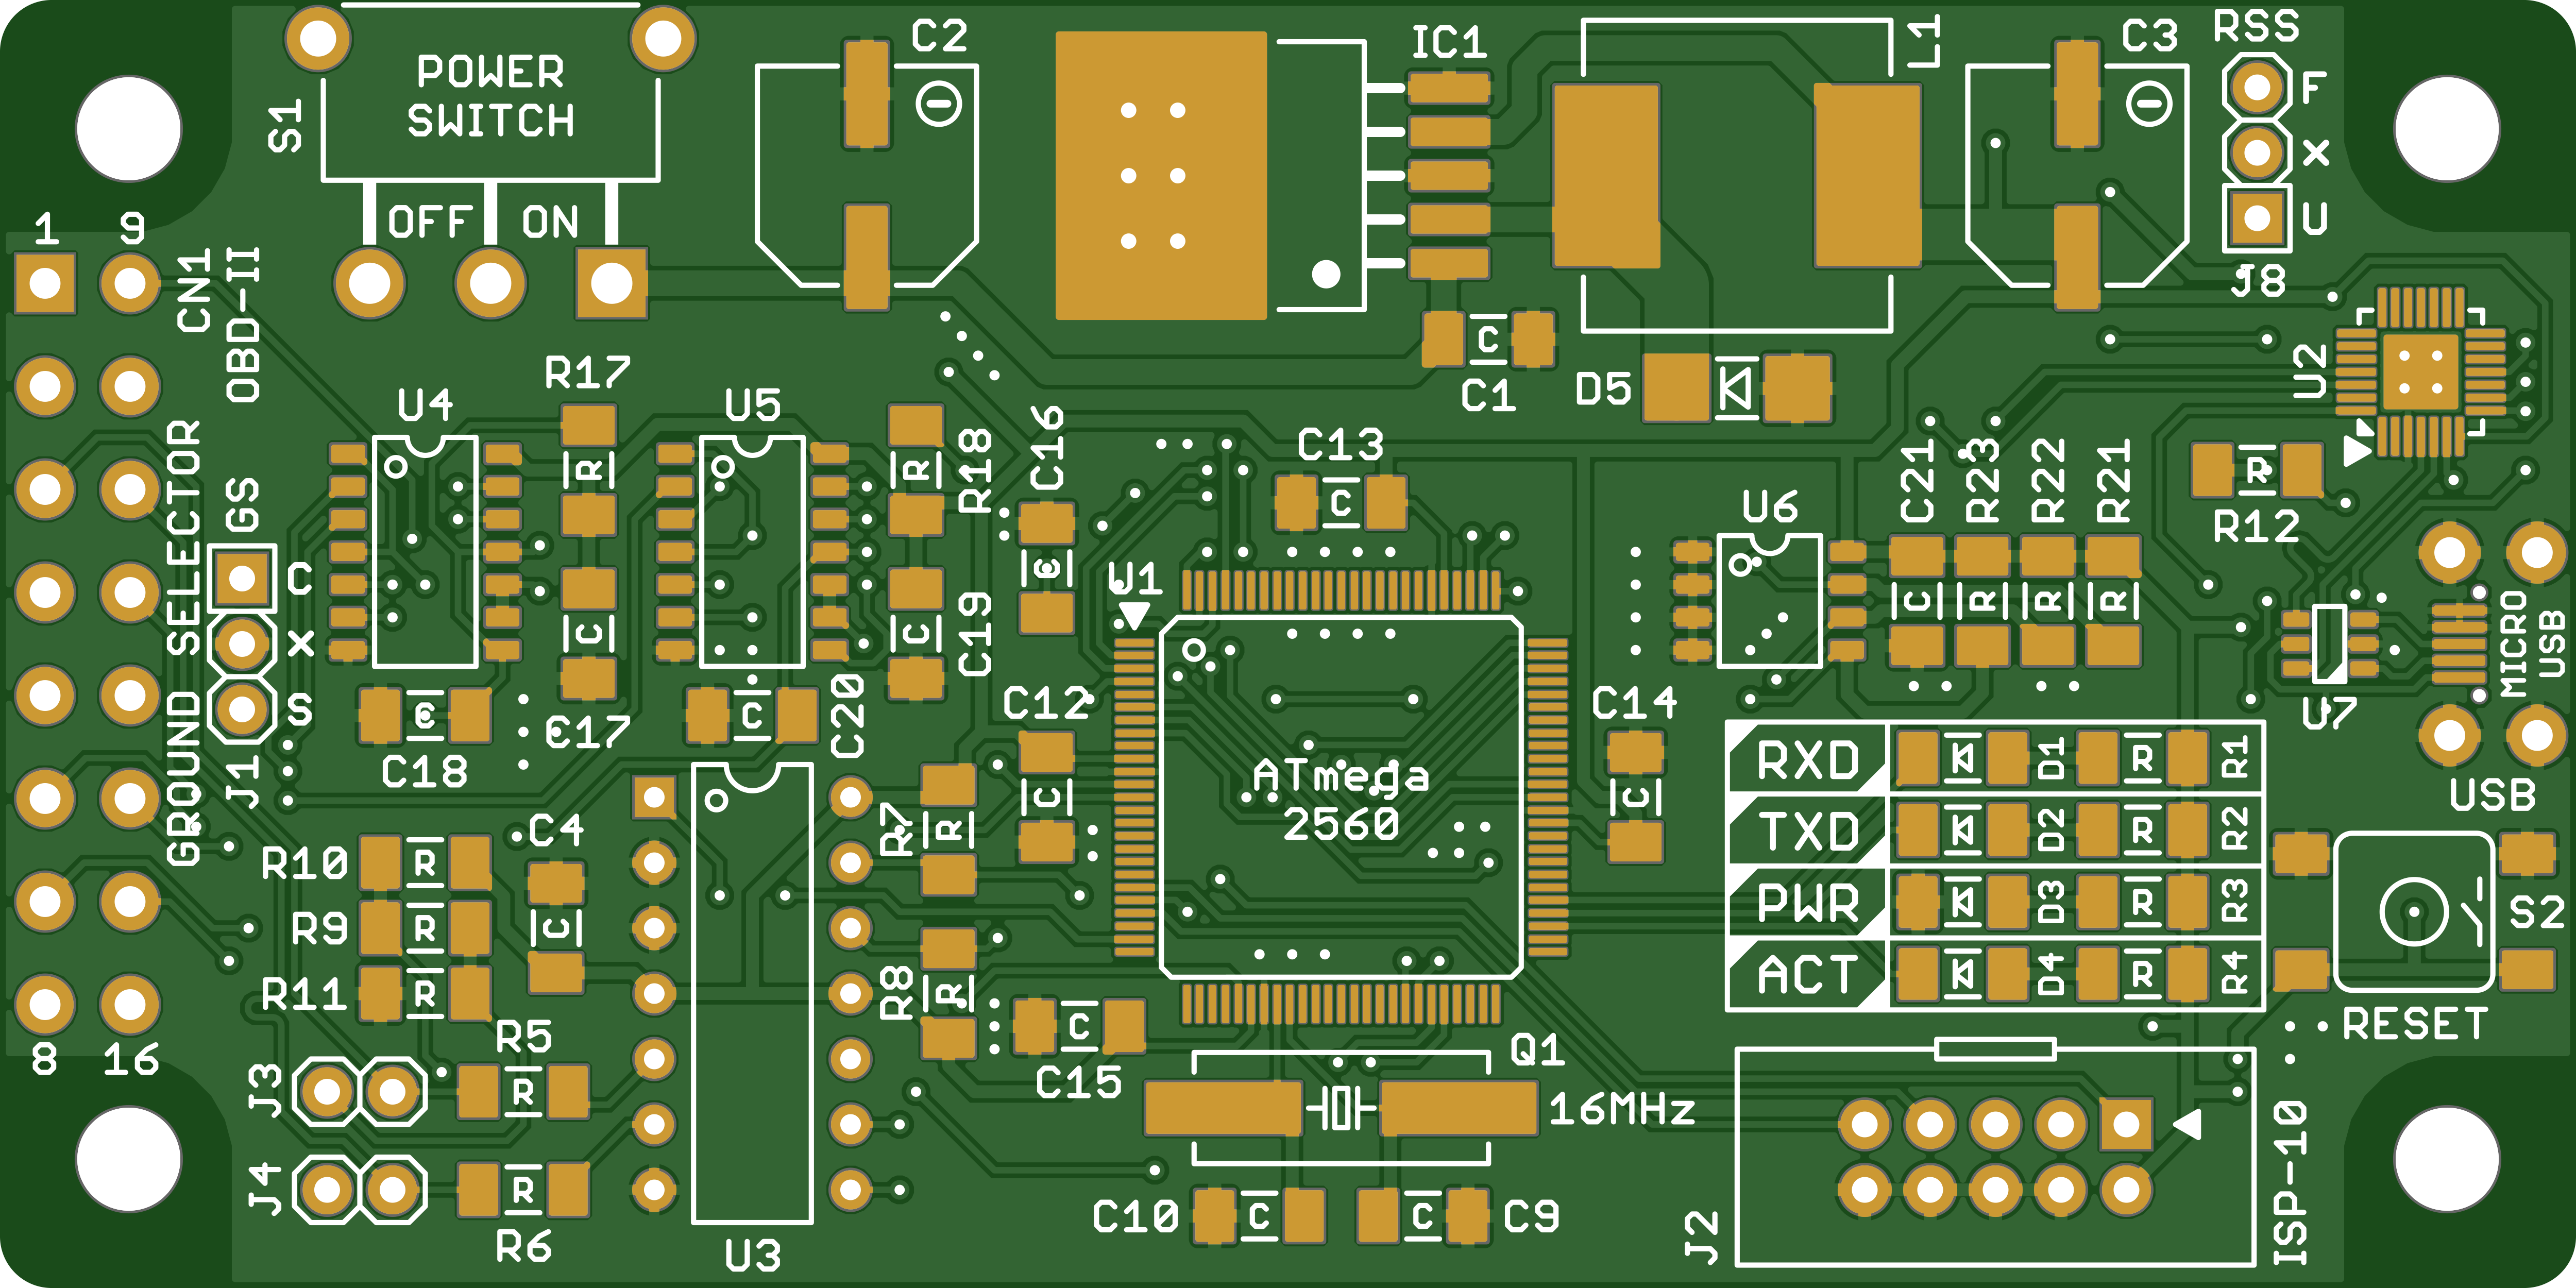 POWER
SWITCH
S1
OFF
ON
C2
IC1
L1
C3
RSS
F
X
U
J8
1
9
CN1
OBD-II
C
C1
D5
U2
R17
U4
U5
R18
C16
C13
R
R
C
C
U6
C21
R23
R22
R21
R
R12
GROUND SELECTOR
GS
C
X
S
J1
C
C
C19
U1
C
R
R
R
MICRO
USB
U7
C
C18
C17
C
C20
C12
C
C14
C
ATmega
2560
RXD
D1
R
R1
TXD
D2
R
R2
PWR
D3
R
R3
ACT
D4
R
R4
USB
S2
RESET
R10
R
R9
R
R11
R
C4
C
R7
R
R8
R
C
C15
8
16
R5
J3
R
J4
R
R6
U3
Q1
16MHz
C10
C
C
C9
J2
ISP-10